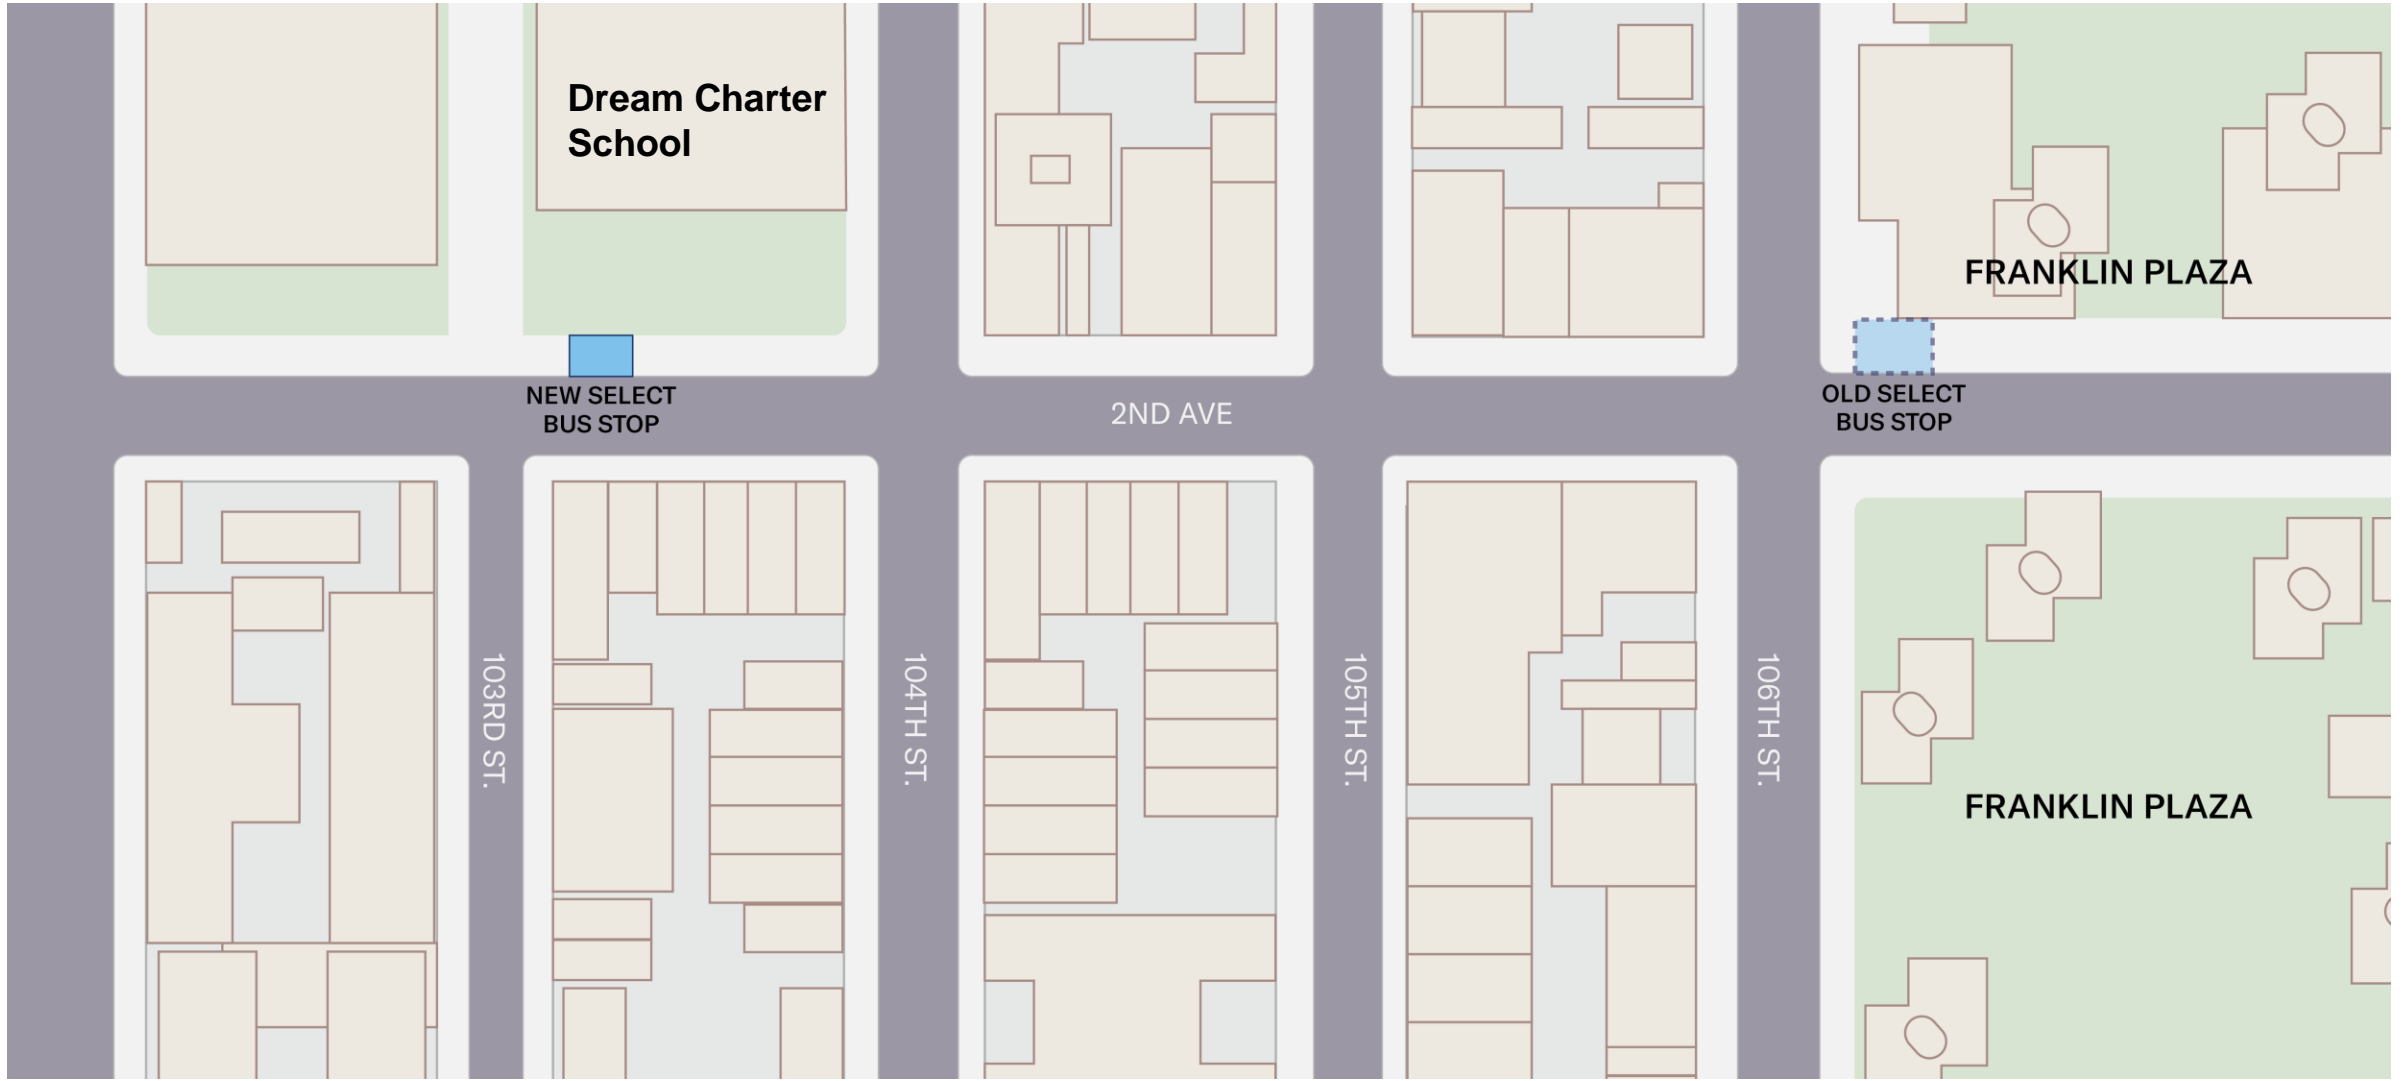 Dream Charter
School
FRANKLIN PLAZA
NEW SELECT
BUS STOP
2ND AVE
OLD SELECT
BUS STOP
103RD ST.
104TH ST.
105TH ST.
106TH ST.
FRANKLIN PLAZA